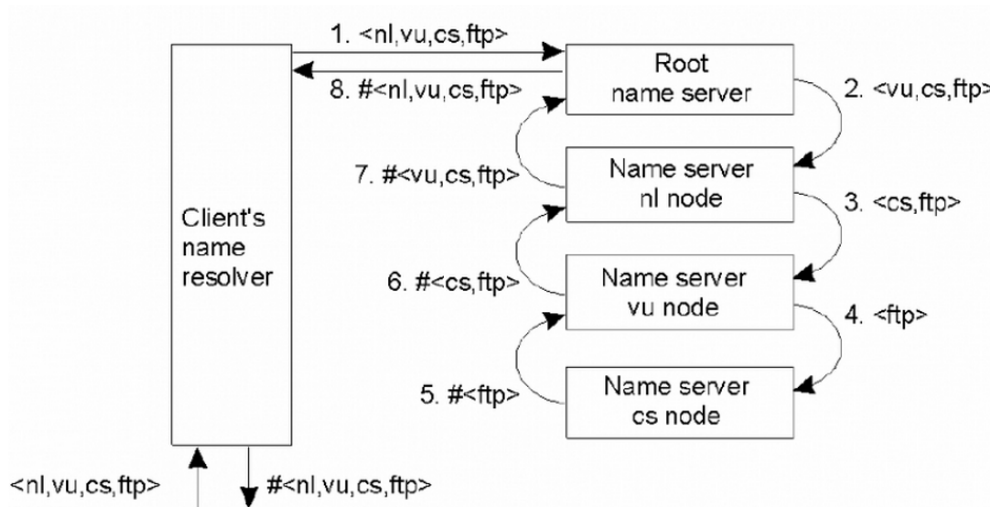 1. <nl,vu,cs,ftp>
8. #<nl,vu,cs,ftp>
Root
name server
2. <vu,cs,ftp>
7. #<vu,cs,ftp>
Name server
nl node
3. <cs,ftp>
Client's
name
resolver
6. #<cs,ftp>
Name server
vu node
4. <ftp>
5. #<ftp>
Name server
cs node
<nl,vu,cs,ftp>
#<nl,vu,cs,ftp>